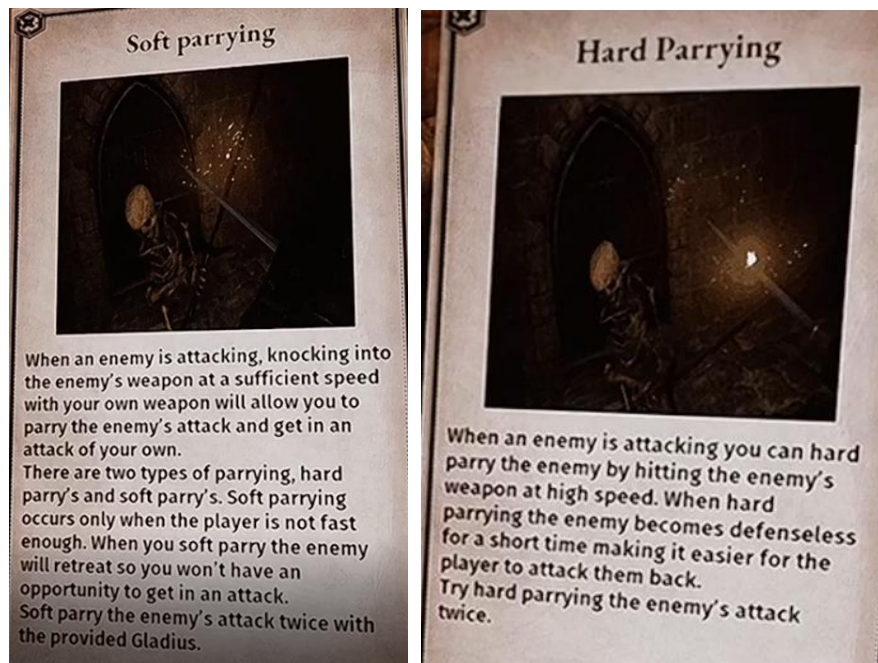 Soft parrying
When an enemy is attacking, knocking into
the enemy's weapon at a sufficient speed
with your own weapon will allow you to
parry the enemy's attack and get in an
attack of your own.
There are two types of parrying, hard
parry's and soft parry's. Soft parrying
occurs only when the player is not fast
enough. When you soft parry the enemy
will retreat so you won't have an
opportunity to get in an attack.
Soft parry the enemy's attack twice with
the provided Gladius.
Hard Parrying
When an enemy is attacking you can hard
parry the enemy by hitting the enemy's
weapon at high speed. When hard
parrying the enemy becomes defenseless
for a short time making it easier for the
player to attack them back.
Try hard parrying the enemy's attack
twice.